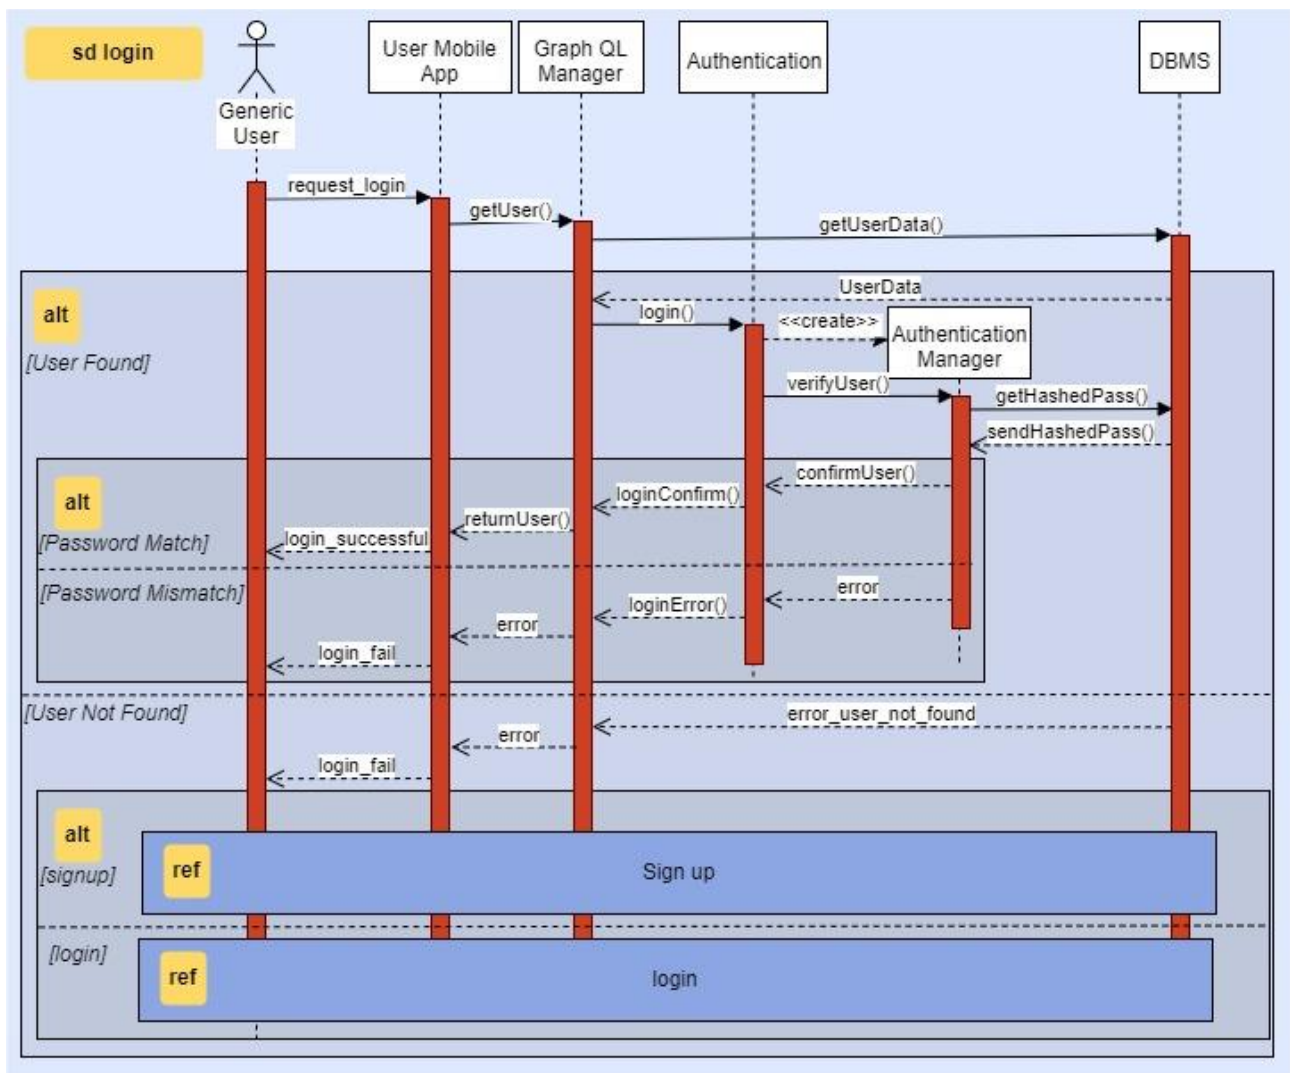 sd login
User Mobile
App
Graph QL
Manager
Authentication
DBMS
Generic
User
request_login
getUser()
getUserData()
alt
UserData
login()
<<create>>
Authentication
Manager
[User Found]
verifyUser()
getHashedPass()
sendHashedPass()
alt
confirmUser()
loginConfirm()
returnUser()
login_successful
[Password Match]
[Password Mismatch]
error
loginError()
error
login_fail
[User Not Found]
error_user_not_found
error
login_fail
alt
[signup]
ref
Sign up
[login]
ref
login